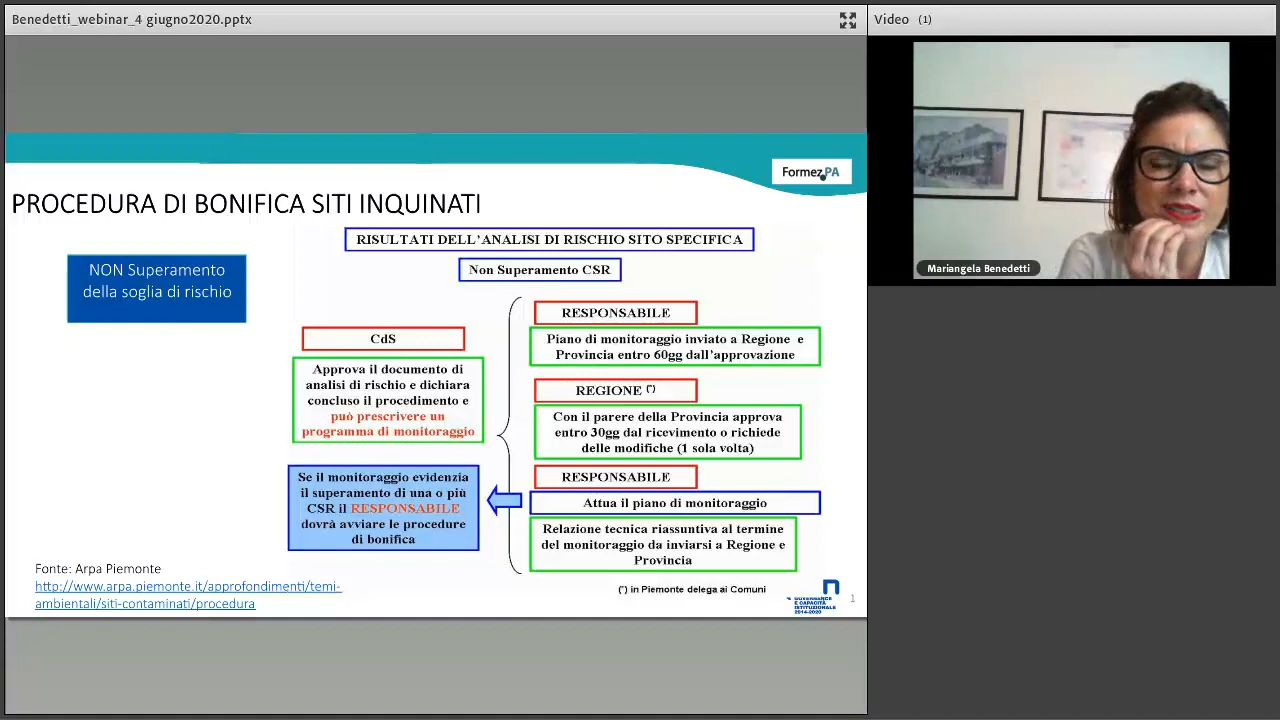 Benedetti_webinar_4 giugno2020.pptx
Video (1)
Mariangela Benedetti
Formez PA
PROCEDURA DI BONIFICA SITI INQUINATI
NON Superamento
della soglia di rischio
RISULTATI DELL'ANALISI DI RISCHIO SITO SPECIFICA
Non Superamento CSR
CdS
Approva il documento di
analisi di rischio e dichiara
concluso il procedimento e
può prescrivere un
programma di monitoraggio
Se il monitoraggio evidenzia
il superamento di una o più
CSR il RESPONSABILE
dovrà avviare le procedure
di bonifica
RESPONSABILE
Piano di monitoraggio inviato a Regione e
Provincia entro 60gg dall'approvazione
REGIONE (*)
Con il parere della Provincia approva
entro 30gg dal ricevimento o richiede
delle modifiche (1 sola volta)
RESPONSABILE
Attua il piano di monitoraggio
Relazione tecnica riassuntiva al termine
del monitoraggio da inviarsi a Regione e
Provincia
Fonte: Arpa Piemonte
http://www.arpa.piemonte.it/approfondimenti/temi-
ambientali/siti-contaminati/procedura
(*) in Piemonte delega ai Comuni
GOVERNANCE
E CAPACITÀ
ISTITUZIONALE
2014-2020
1